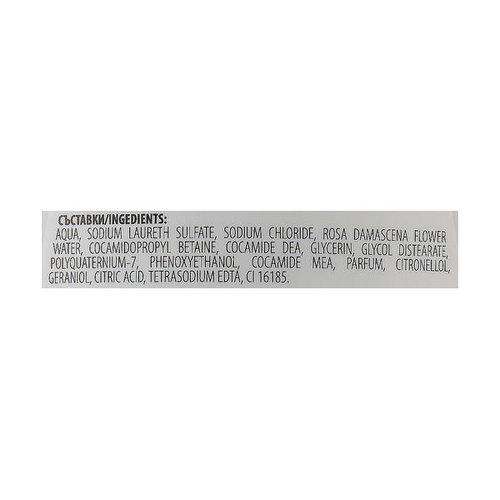 СЪСТАВКИ/INGEDIENTS:
AQUA, SODIUM LAURETH SULFATE, SODIUM CHLORIDE, ROSA DAMASCENA FLOWER
WATER, COCAMIDOPROPYL BETAINE, COCAMIDE DEA, GLYCERIN, GLYCOL DISTEARATE,
POLYQUATERNIUM-7, PHENOXYETHANOL, COCAMIDE MEA, PARFUM, CITRONELLOL,
GERANIOL, CITRIC ACID, TETRASODIUM EDTA, CI 16185.